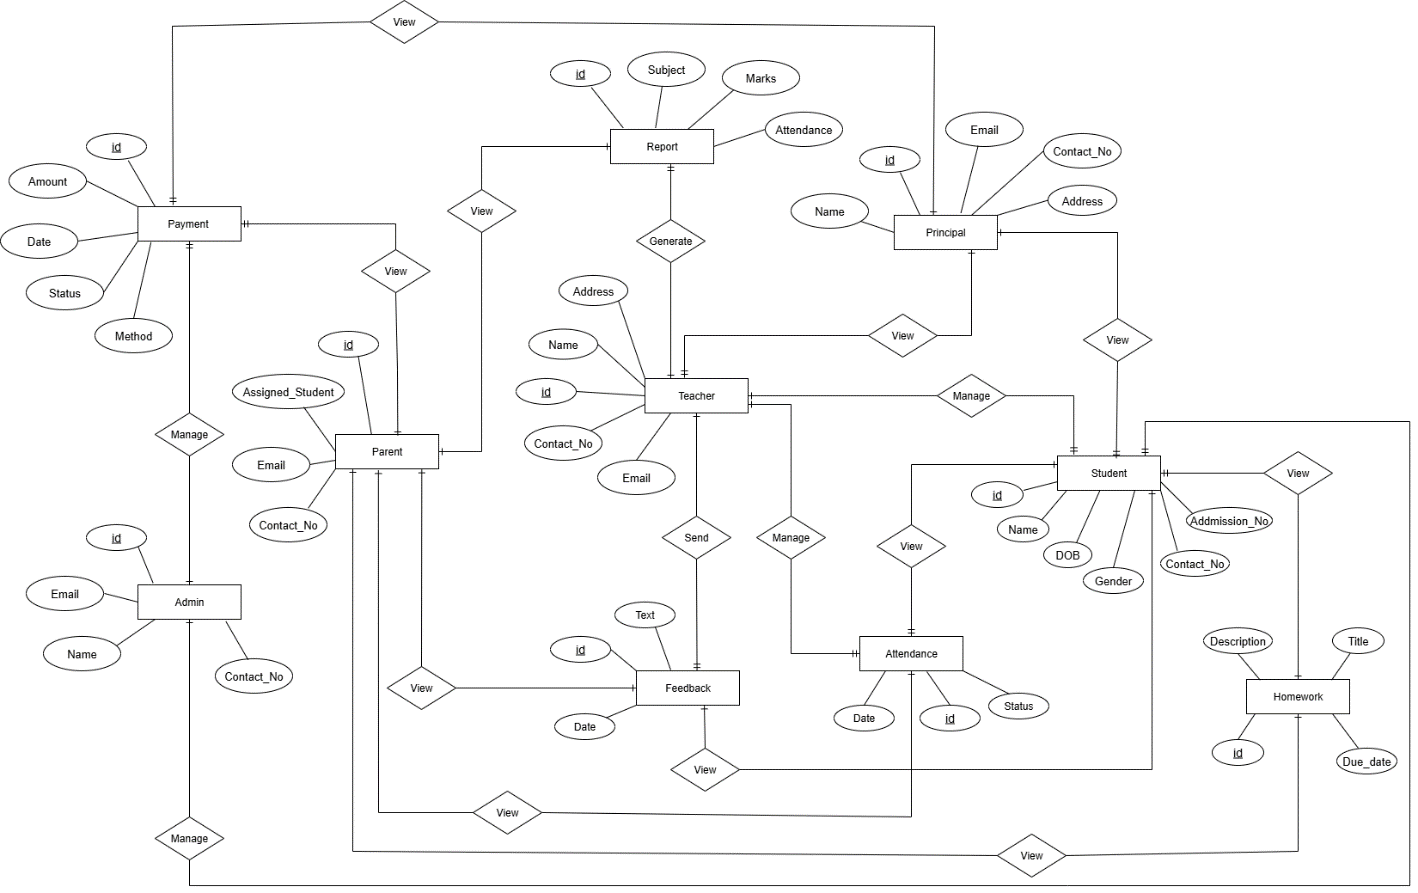 View
id
Subject
Marks
Report
Attendance
Email
Contact_No
id
Address
Name
Principal
id
Amount
Payment
Date
Status
Method
View
View
Generate
View
View
Address
Name
id
Teacher
Contact_No
Email
Manage
id
Assigned_Student
Parent
Email
Contact_No
Manage
Student
View
id
Name
DOB
Gender
Contact_No
Addmission_No
Send
Manage
View
id
Email
Admin
Name
Contact_No
Text
id
Feedback
Date
View
Attendance
Date
id
Status
Description
Title
Homework
id
Due_date
View
View
Manage
View